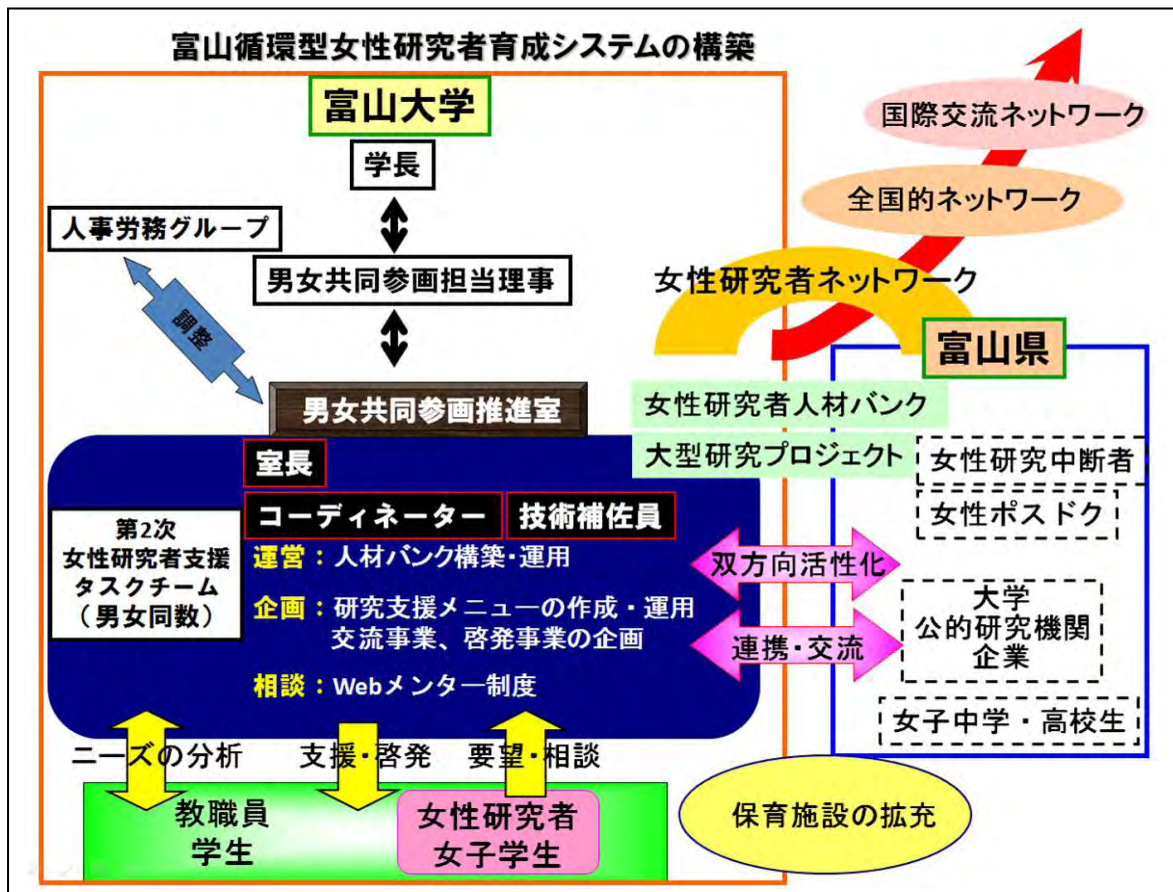 富山循環型女性研究者育成システムの構築
富山大学
学長
人事労務グループ
男女共同参画担当理事
調整
男女共同参画推進室
室長
コーディネーター
技術補佐員
第2次
女性研究者支援
タスクチーム
（男女同数）
運営：人材バンク構築・運用
企画：研究支援メニューの作成・運用
交流事業、啓発事業の企画
相談：Webメンター制度
ニーズの分析
支援・啓発
要望・相談
教職員
学生
女性研究者
女子学生
国際交流ネットワーク
全国的ネットワーク
女性研究者ネットワーク
富山県
女性研究者人材バンク
大型研究プロジェクト
女性研究中断者
女性ポスドク
双方向活性化
連携・交流
大学
公的研究機関
企業
女子中学・高校生
保育施設の拡充